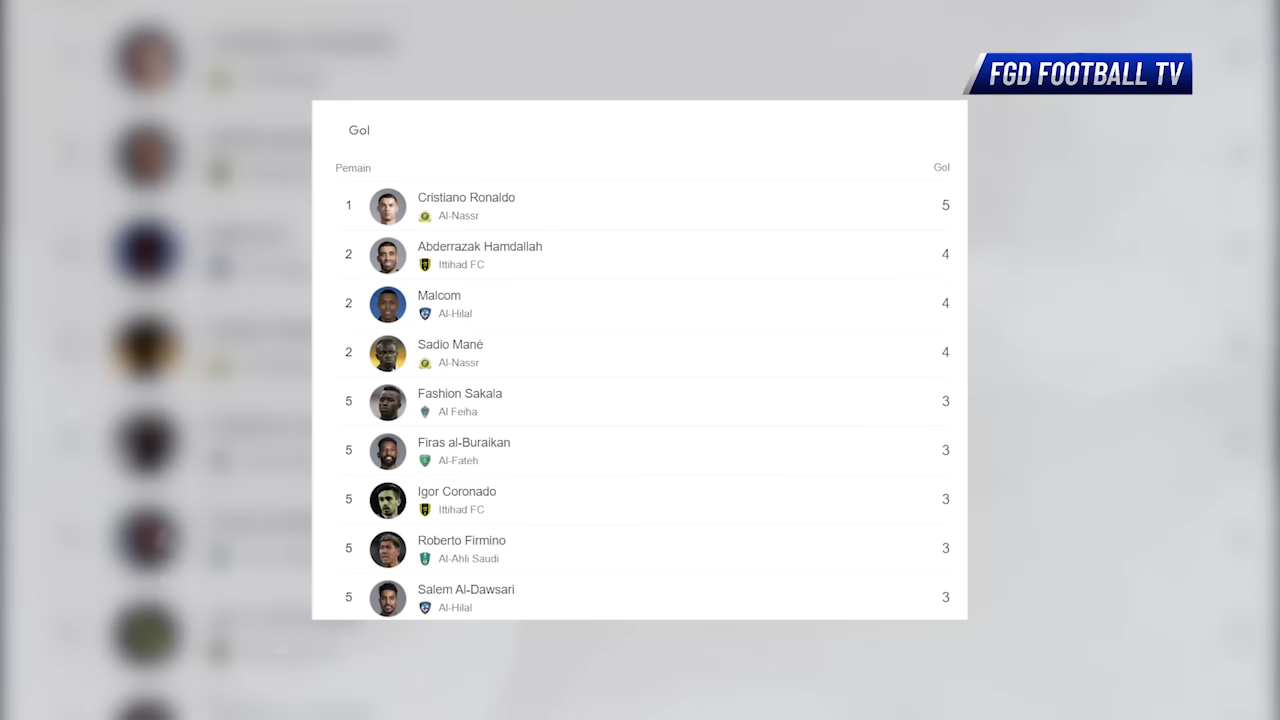 FGD FOOTBALL TV
Gol
Pemain Gol
1 Cristiano Ronaldo 5
Al-Nassr
2 Abderrazak Hamdallah 4
Ittihad FC
2 Malcom 4
Al-Hilal
2 Sadio Mané 4
Al-Nassr
5 Fashion Sakala 3
Al Feiha
5 Firas al-Buraikan 3
Al-Fateh
5 Igor Coronado 3
Ittihad FC
5 Roberto Firmino 3
Al-Ahli Saudi
5 Salem Al-Dawsari 3
Al-Hilal